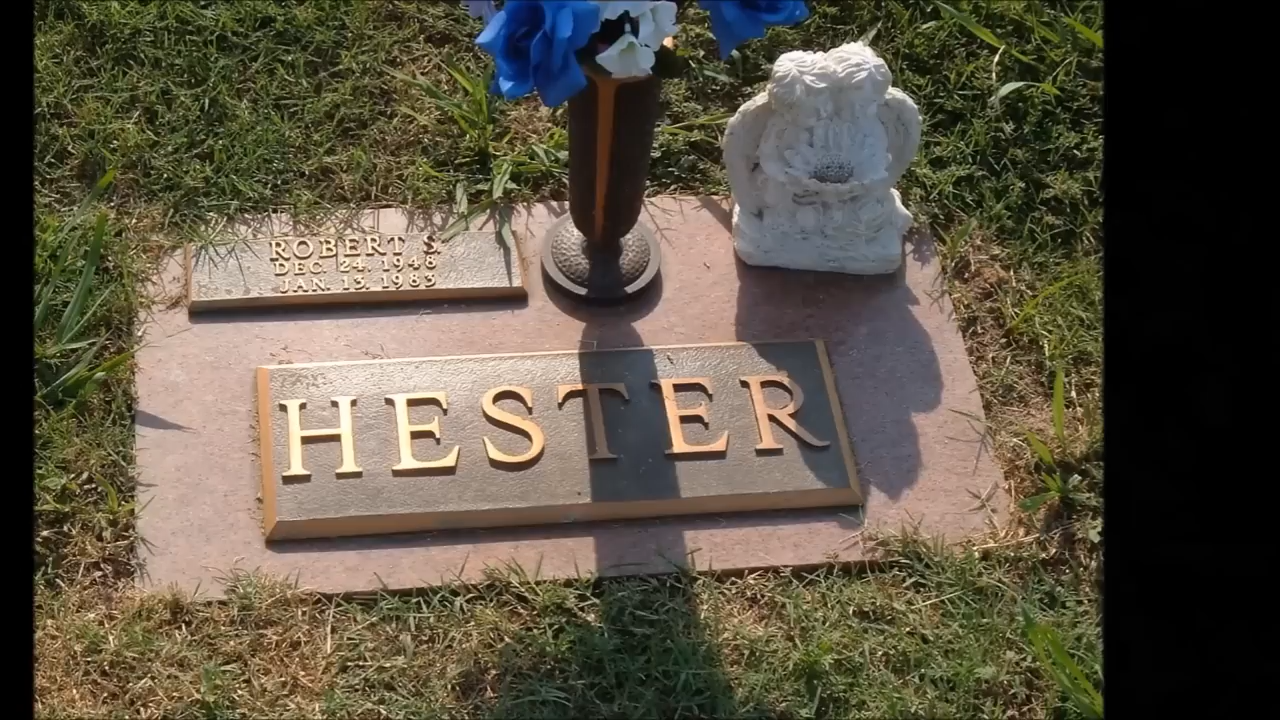 ROBERT S.
DEC. 24. 1948
JAN. 13. 1983
HESTER